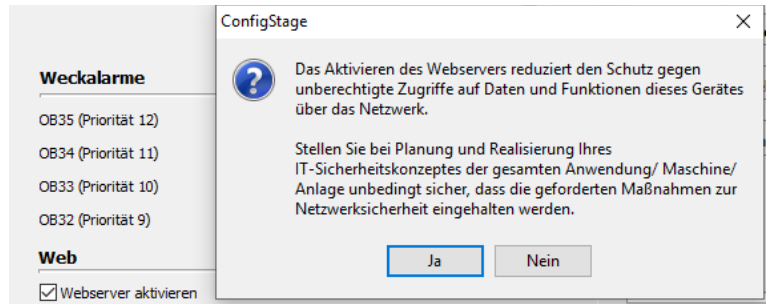 ConfigStage
Das Aktivieren des Webservers reduziert den Schutz gegen
unberechtigte Zugriffe auf Daten und Funktionen dieses Gerätes
über das Netzwerk.
Stellen Sie bei Planung und Realisierung Ihres
IT-Sicherheitskonzeptes der gesamten Anwendung/ Maschine/
Anlage unbedingt sicher, dass die geforderten Maßnahmen zur
Netzwerksicherheit eingehalten werden.
Ja
Nein
Weckalarme
OB35 (Priorität 12)
OB34 (Priorität 11)
OB33 (Priorität 10)
OB32 (Priorität 9)
Web
Webserver aktivieren